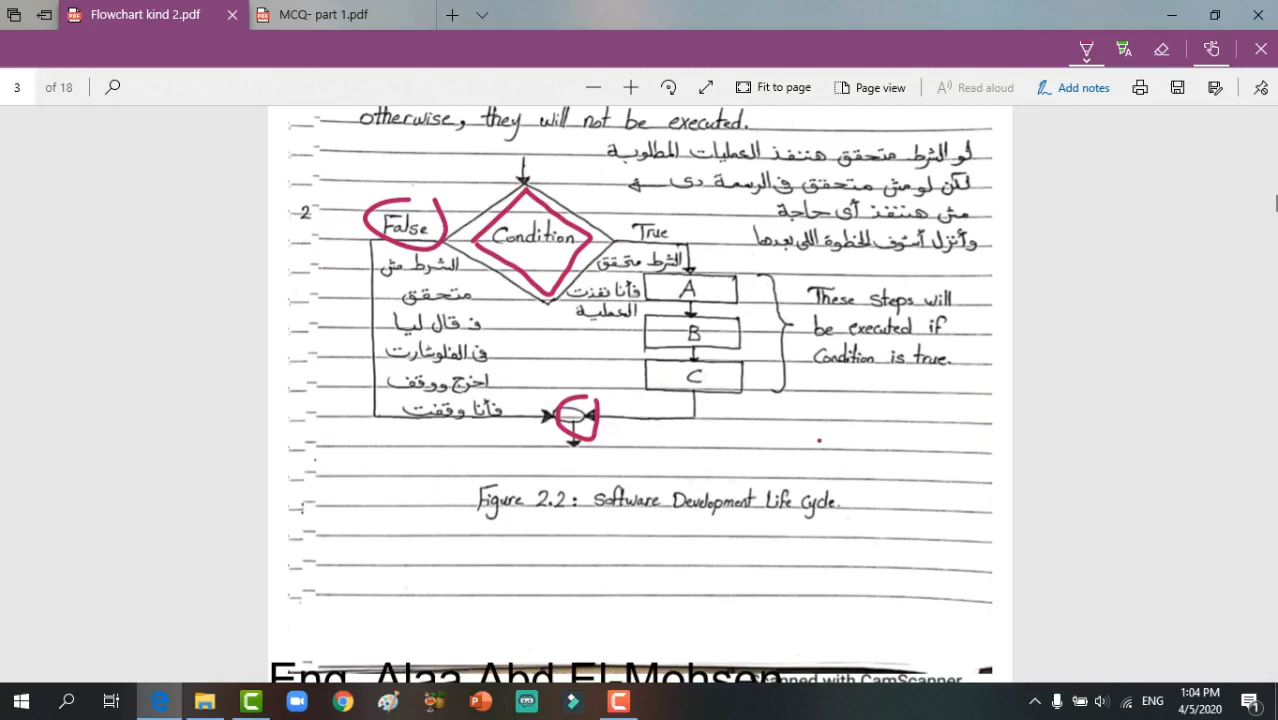 Flowchart kind 2.pdf
MCQ- part 1.pdf
3 of 18
Fit to page
Page view
Read aloud
Add notes
otherwise, they will not be executed.
لو الشرط متحقق هننفذ العمليات المطلوبة
لكن لو مش متحقق في الرسمة دى
مش هننفذ أى حاجة
وأنزل أشوف الخطوة اللى بعدها
2
False
Condition
True
الشرط مش
متحقق
ف قال ليا
فى الفلوشارت
اخرج ووقف
فأنا وقفت
الشرط متحقق
فأنا نفذت
العملية
A
B
C
These steps will
be executed if
Condition is true.
Figure 2.2: Software Development Life Cycle.
Eng. Alaa Abd El-Mohsen
Scanned with CamScanner
ENG
1:04 PM
4/5/2020